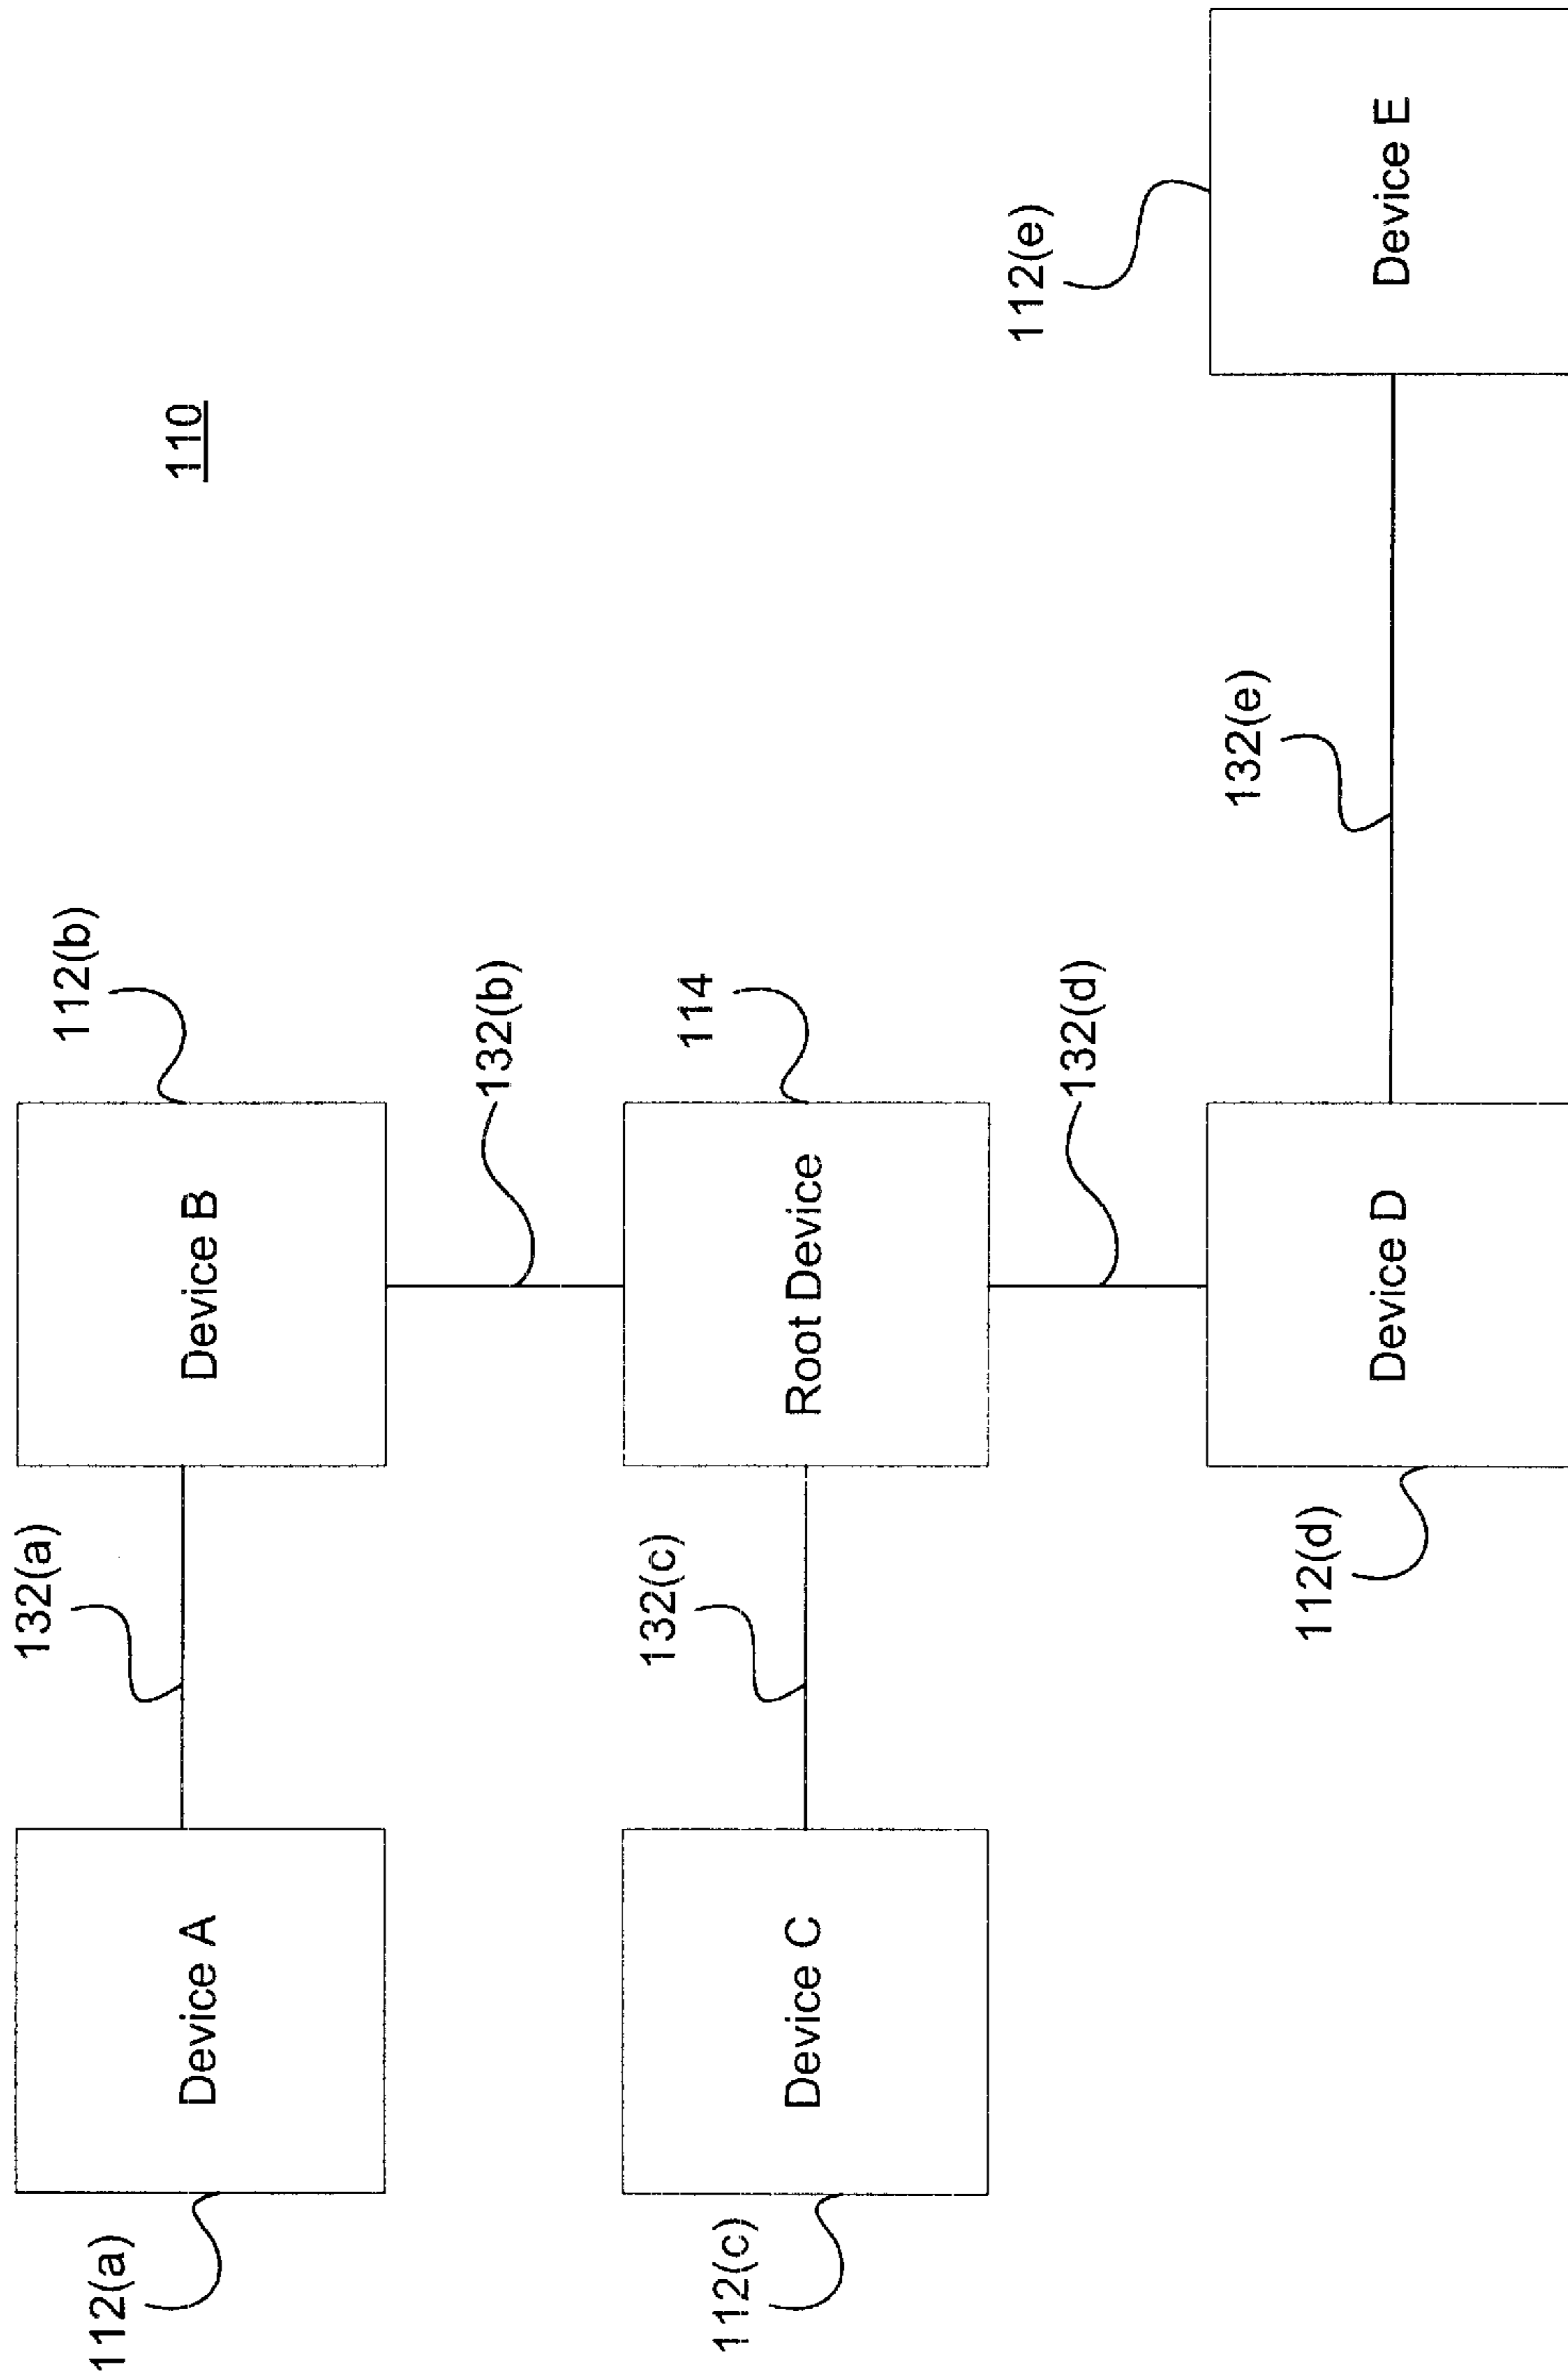 110
112(a)
Device A
132(a)
Device B
112(b)
132(b)
112(c)
Device C
132(c)
Root Device
114
132(d)
112(d)
Device D
132(e)
112(e)
Device E